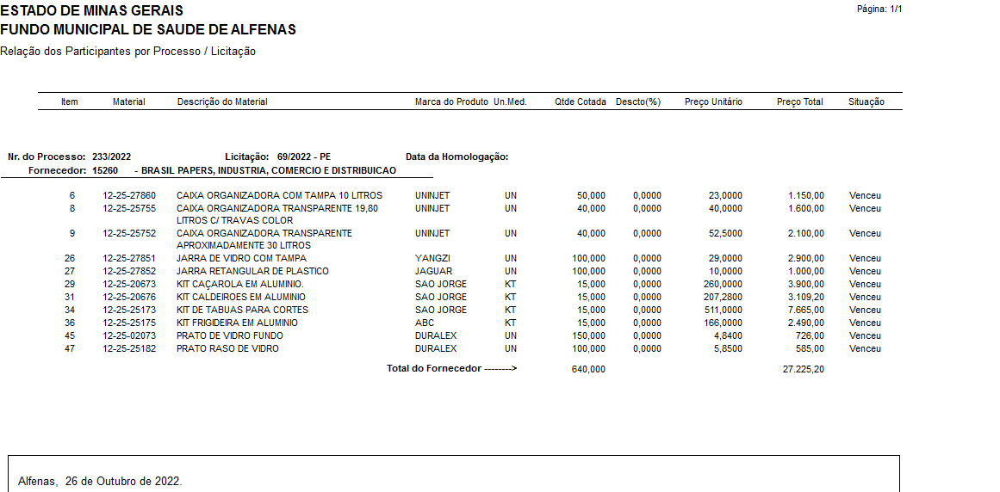 ESTADO DE MINAS GERAIS
Página: 1/1
FUNDO MUNICIPAL DE SAUDE DE ALFENAS
Relação dos Participantes por Processo / Licitação
Item Material Descrição do Material Marca do Produto Un.Med. Qtde Cotada Descto(%) Preço Unitário Preço Total Situação
Nr. do Processo: 233/2022 Licitação: 69/2022 - PE Data da Homologação:
Fornecedor: 15260 - BRASIL PAPERS, INDUSTRIA, COMERCIO E DISTRIBUICAO
6 12-25-27860 CAIXA ORGANIZADORA COM TAMPA 10 LITROS UNINJET UN 50,000 0,0000 23,0000 1.150,00 Venceu
8 12-25-25755 CAIXA ORGANIZADORA TRANSPARENTE 19,80 UNINJET UN 40,000 0,0000 40,0000 1.600,00 Venceu
LITROS C/ TRAVAS COLOR
9 12-25-25752 CAIXA ORGANIZADORA TRANSPARENTE UNINJET UN 40,000 0,0000 52,5000 2.100,00 Venceu
APROXIMADAMENTE 30 LITROS
26 12-25-27851 JARRA DE VIDRO COM TAMPA YANGZI UN 100,000 0,0000 29,0000 2.900,00 Venceu
27 12-25-27852 JARRA RETANGULAR DE PLASTICO JAGUAR UN 100,000 0,0000 10,0000 1.000,00 Venceu
29 12-25-20673 KIT CAÇAROLA EM ALUMINIO. SAO JORGE KT 15,000 0,0000 260,0000 3.900,00 Venceu
31 12-25-20676 KIT CALDEIROES EM ALUMINIO SAO JORGE KT 15,000 0,0000 207,2800 3.109,20 Venceu
34 12-25-25173 KIT DE TABUAS PARA CORTES SAO JORGE KT 15,000 0,0000 511,0000 7.665,00 Venceu
36 12-25-25175 KIT FRIGIDEIRA EM ALUMINIO ABC KT 15,000 0,0000 166,0000 2.490,00 Venceu
45 12-25-02073 PRATO DE VIDRO FUNDO DURALEX UN 150,000 0,0000 4,8400 726,00 Venceu
47 12-25-25182 PRATO RASO DE VIDRO DURALEX UN 100,000 0,0000 5,8500 585,00 Venceu
Total do Fornecedor --------> 640,000 27.225,20
Alfenas, 26 de Outubro de 2022.